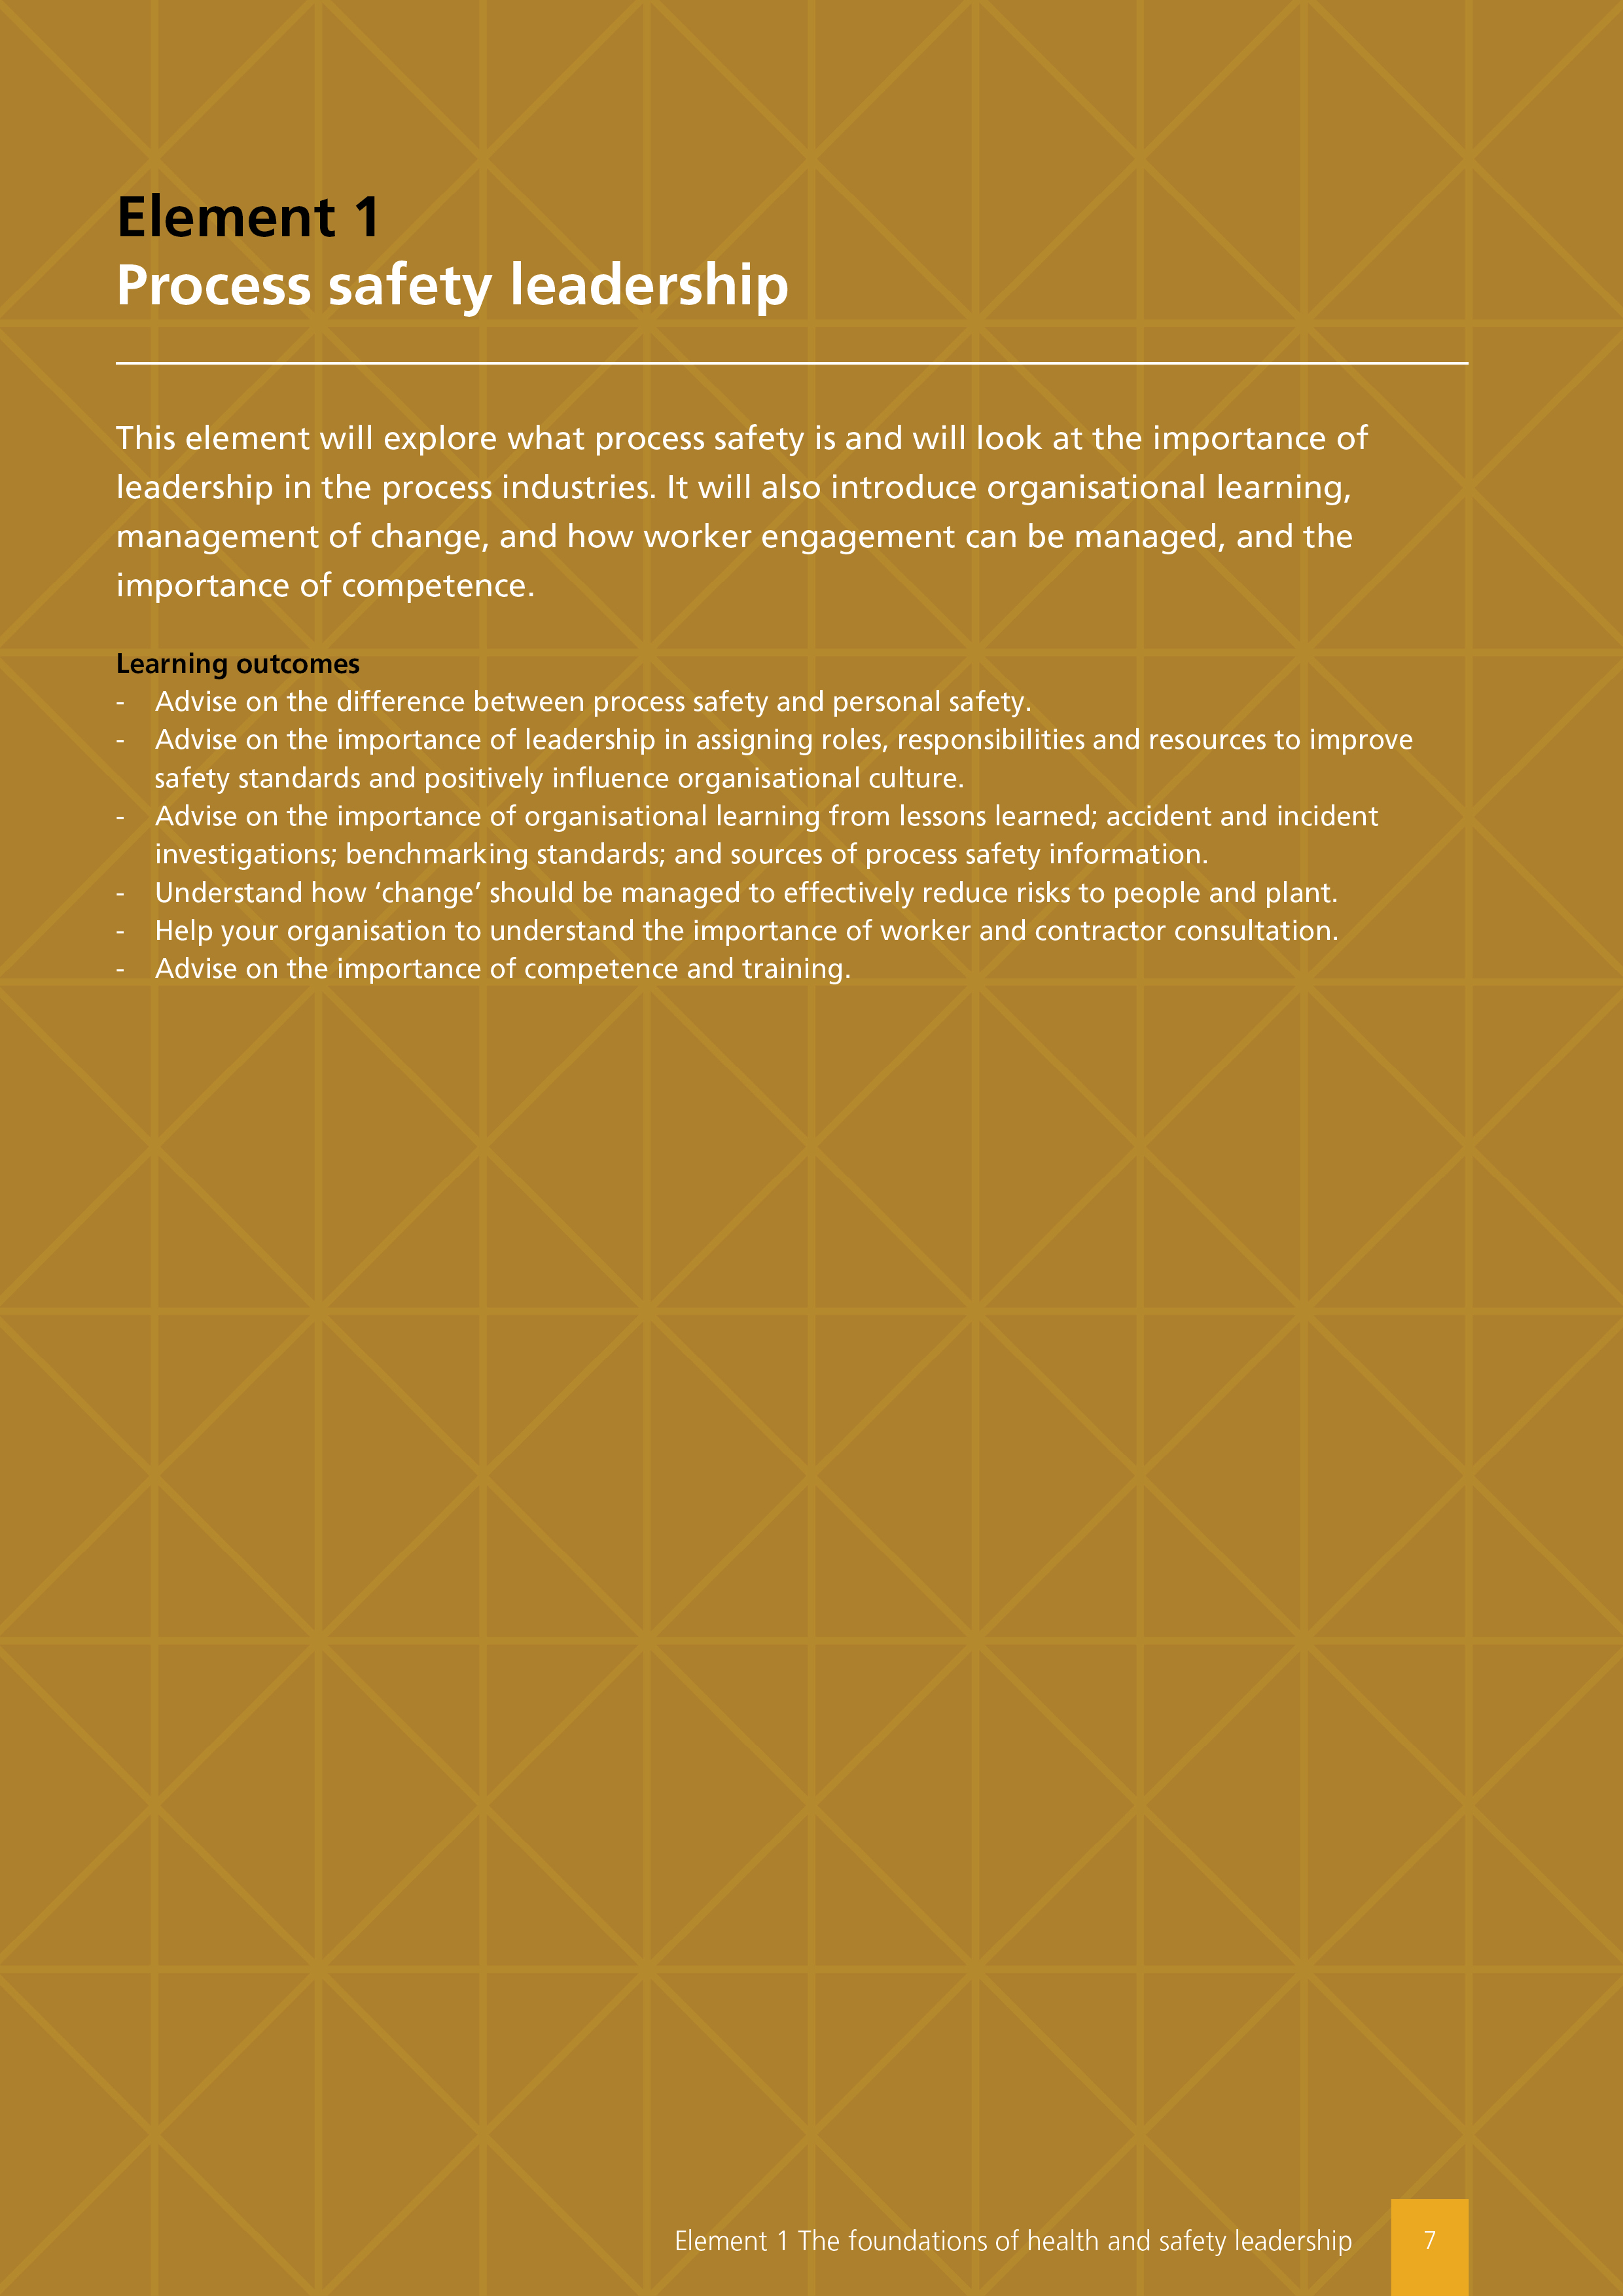 Element 1
Process safety leadership
This element will explore what process safety is and will look at the importance of
leadership in the process industries. It will also introduce organisational learning,
management of change, and how worker engagement can be managed, and the
importance of competence.
Learning outcomes
- Advise on the difference between process safety and personal safety.
- Advise on the importance of leadership in assigning roles, responsibilities and resources to improve
safety standards and positively influence organisational culture.
- Advise on the importance of organisational learning from lessons learned; accident and incident
investigations; benchmarking standards; and sources of process safety information.
- Understand how ‘change’ should be managed to effectively reduce risks to people and plant.
- Help your organisation to understand the importance of worker and contractor consultation.
- Advise on the importance of competence and training.
Element 1 The foundations of health and safety leadership 7